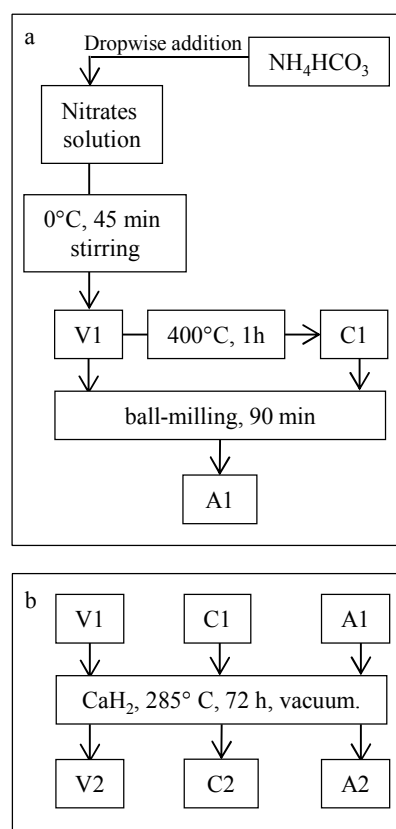 a
Dropwise addition
NH₄HCO₃
Nitrates
solution
0°C, 45 min
stirring
V1
400°C, 1h
C1
ball-milling, 90 min
A1
b
V1
C1
A1
CaH₂, 285° C, 72 h, vacuum.
V2
C2
A2